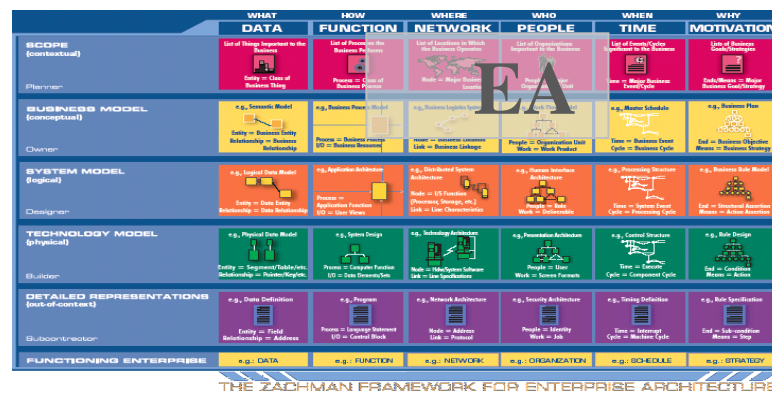 WHAT HOW WHERE WHO WHEN WHY
DATA FUNCTION NETWORK PEOPLE TIME MOTIVATION
SCOPE
(contextual)
Planner
List of Things Important to the
Business
Entity = Class of
Business Thing
List of Processes the
Business Performs
Process = Class of
Business Process
List of Locations in Which
the Business Operates
Node = Major Business
Location
List of Organizations
Important to the Business
People = Major
Organization Unit
List of Events/Cycles
Significant to the Business
Time = Major Business
Event/Cycle
Lists of Business
Goals/Strategies
Ends/Means = Major
Business Goal/Strategy
EA
BUSINESS MODEL
(conceptual)
Owner
e.g., Semantic Model
Entity = Business Entity
Relationship = Business
Relationship
e.g., Business Process Model
Process = Business Process
I/O = Business Resources
e.g., Business Logistics System
Node = Business Location
Link = Business Linkage
e.g., Work Flow Model
People = Organization Unit
Work = Work Product
e.g., Master Schedule
Time = Business Event
Cycle = Business Cycle
e.g., Business Plan
End = Business Objective
Means = Business Strategy
SYSTEM MODEL
(logical)
Designer
e.g., Logical Data Model
Entity = Data Entity
Relationship = Data Relationship
e.g., Application Architecture
Process =
Application Function
I/O = User Views
e.g., Distributed System
Architecture
Node = I/S Function
(Processor, Storage, etc.)
Link = Line Characteristics
e.g., Human Interface
Architecture
People = Role
Work = Deliverable
e.g., Processing Structure
Time = System Event
Cycle = Processing Cycle
e.g., Business Rule Model
End = Structural Assertion
Means = Action Assertion
TECHNOLOGY MODEL
(physical)
Builder
e.g., Physical Data Model
Entity = Segment/Table/etc.
Relationship = Pointer/Key/etc.
e.g., System Design
Process = Computer Function
I/O = Data Elements/Sets
e.g., Technology Architecture
Node = Hdw/System Software
Link = Line Specifications
e.g., Presentation Architecture
People = User
Work = Screen Formats
e.g., Control Structure
Time = Execute
Cycle = Component Cycle
e.g., Rule Design
End = Condition
Means = Action
DETAILED REPRESENTATIONS
(out-of-context)
Subcontractor
e.g., Data Definition
Entity = Field
Relationship = Address
e.g., Program
Process = Language Statement
I/O = Control Block
e.g., Network Architecture
Node = Address
Link = Protocol
e.g., Security Architecture
People = Identity
Work = Job
e.g., Timing Definition
Time = Interrupt
Cycle = Machine Cycle
e.g., Rule Specification
End = Sub-condition
Means = Step
FUNCTIONING ENTERPRISE
e.g.: DATA
e.g.: FUNCTION
e.g.: NETWORK
e.g.: ORGANIZATION
e.g.: SCHEDULE
e.g.: STRATEGY
THE ZACHMAN FRAMEWORK FOR ENTERPRISE ARCHITECTURE